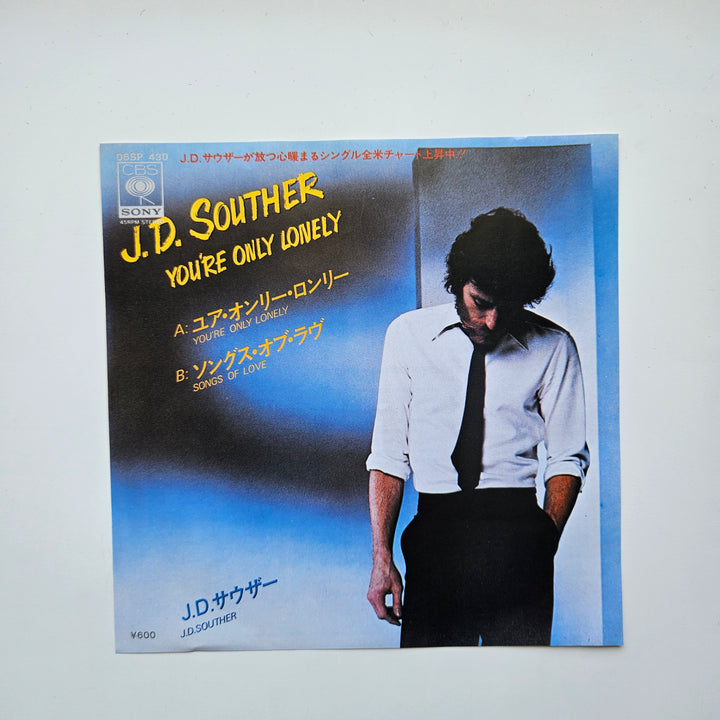 06SP 430
J.D.サウザーが放つ心暖まるシングル全米チャート上昇中!!
CBS
SONY
45RPM STEREO
J.D. SOUTHER
YOU'RE ONLY LONELY
A: ユア・オンリー・ロンリー
YOU'RE ONLY LONELY
B: ソングス・オブ・ラヴ
SONGS OF LOVE
J.D.サウザー
J.D.SOUTHER
¥600